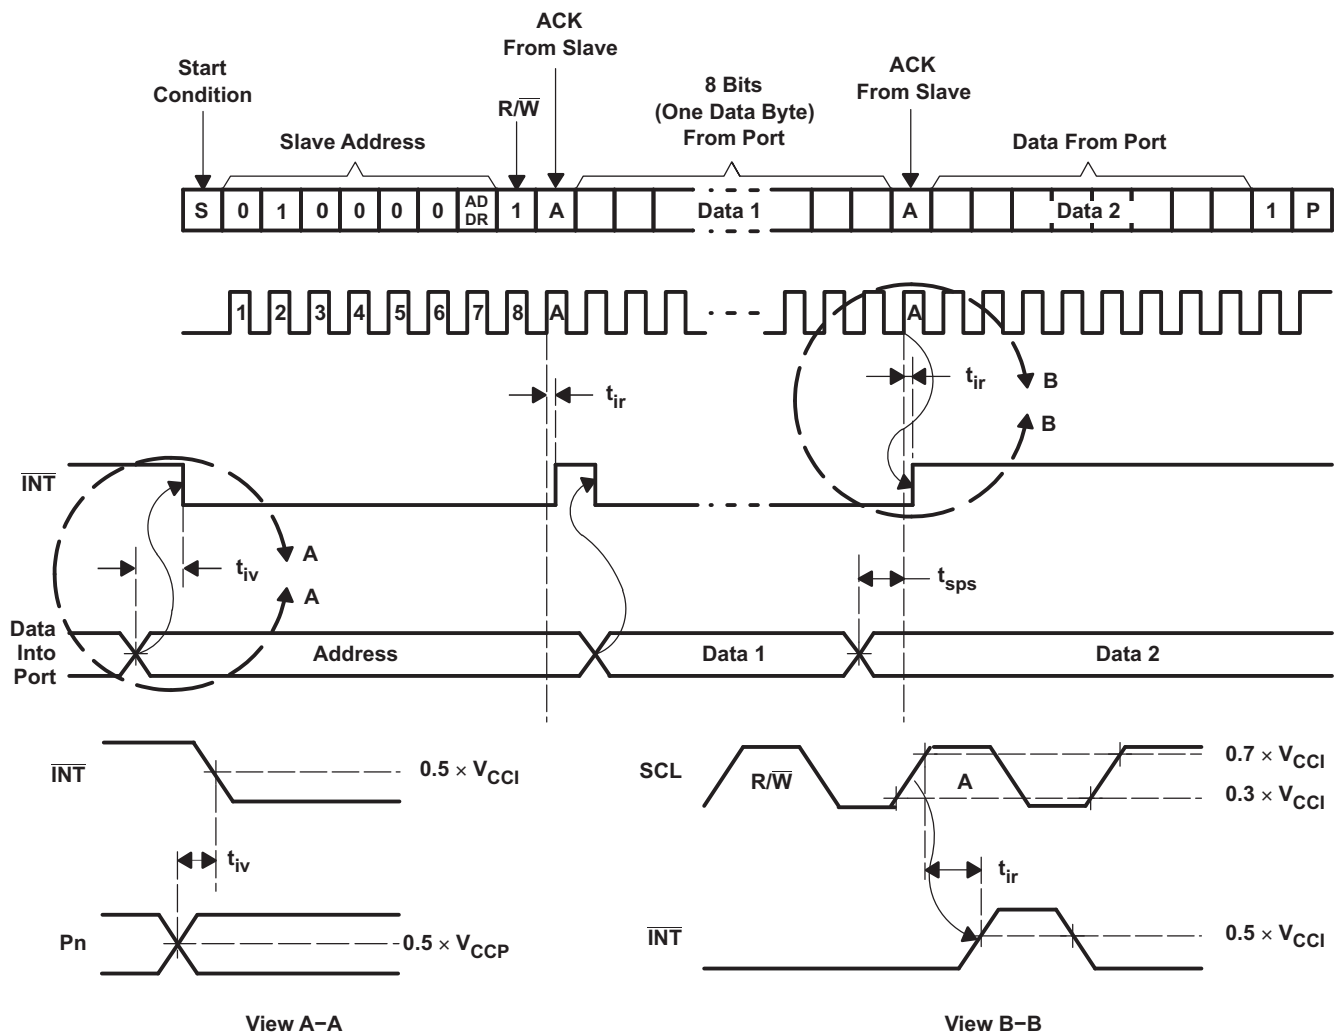 ACK
From Slave
Start
Condition
R/W̅
8 Bits
(One Data Byte)
From Port
ACK
From Slave
Slave Address
Data From Port
S 0 1 0 0 0 0 AD DR 1 A Data 1 A Data 2 1 P
1 2 3 4 5 6 7 8 A A
t_ir
t_ir
B
B
I̅N̅T̅
t_iv
A
A
t_sps
Data
Into
Port
Address
Data 1
Data 2
I̅N̅T̅
0.5 × V_CCI
t_iv
Pn
0.5 × V_CCP
View A–A
SCL
R/W̅
A
0.7 × V_CCI
0.3 × V_CCI
t_ir
I̅N̅T̅
0.5 × V_CCI
View B–B